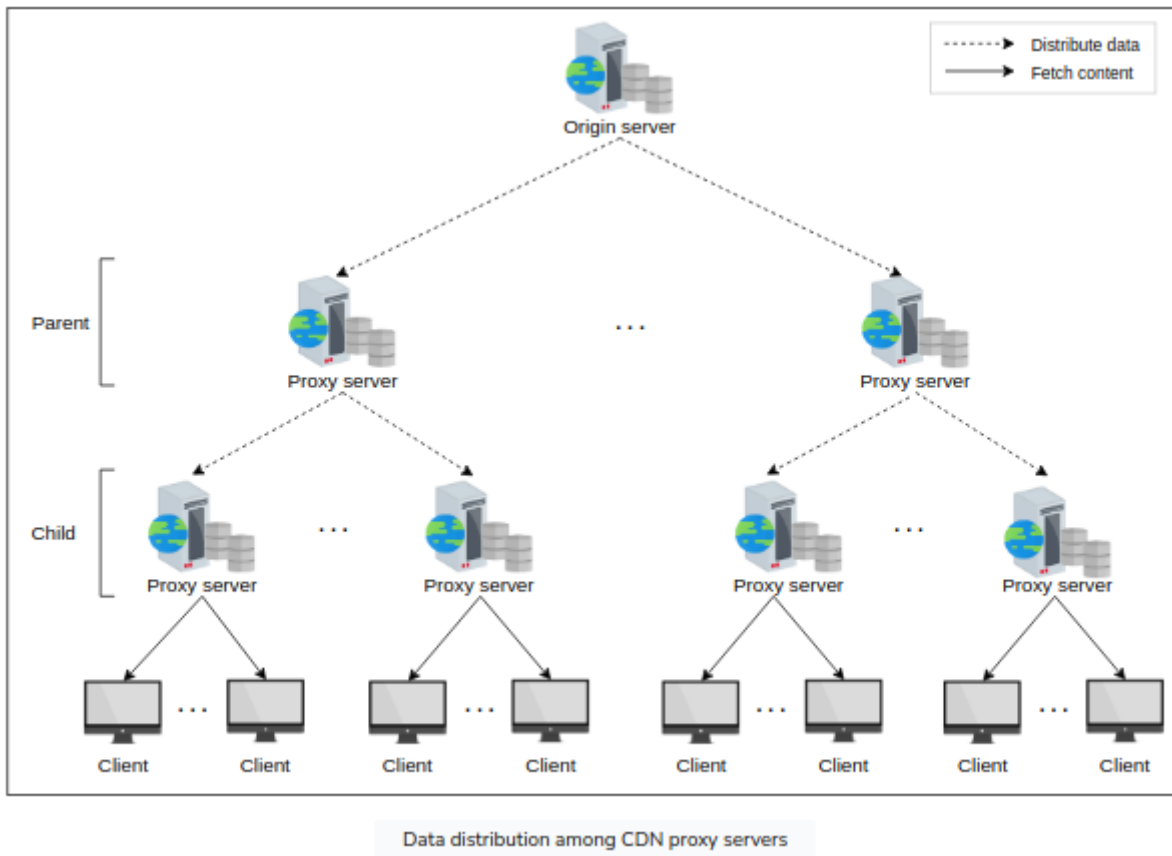 Distribute data
Fetch content
Origin server
Parent
...
Proxy server
Proxy server
Child
...
...
...
Proxy server
Proxy server
Proxy server
Proxy server
...
...
...
...
Client
Client
Client
Client
Client
Client
Client
Client
Data distribution among CDN proxy servers